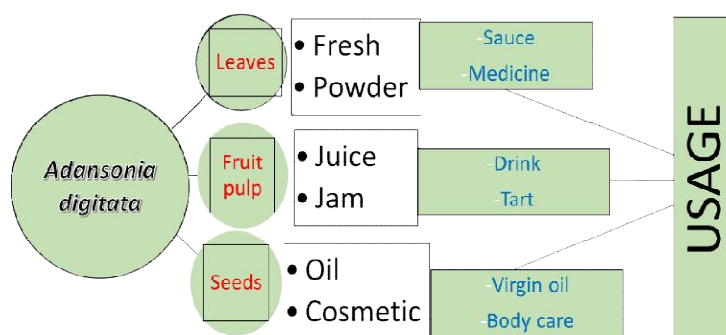 Adansonia
digitata
Leaves
• Fresh
• Powder
-Sauce
-Medicine
Fruit
pulp
• Juice
• Jam
-Drink
-Tart
Seeds
• Oil
• Cosmetic
-Virgin oil
-Body care
USAGE